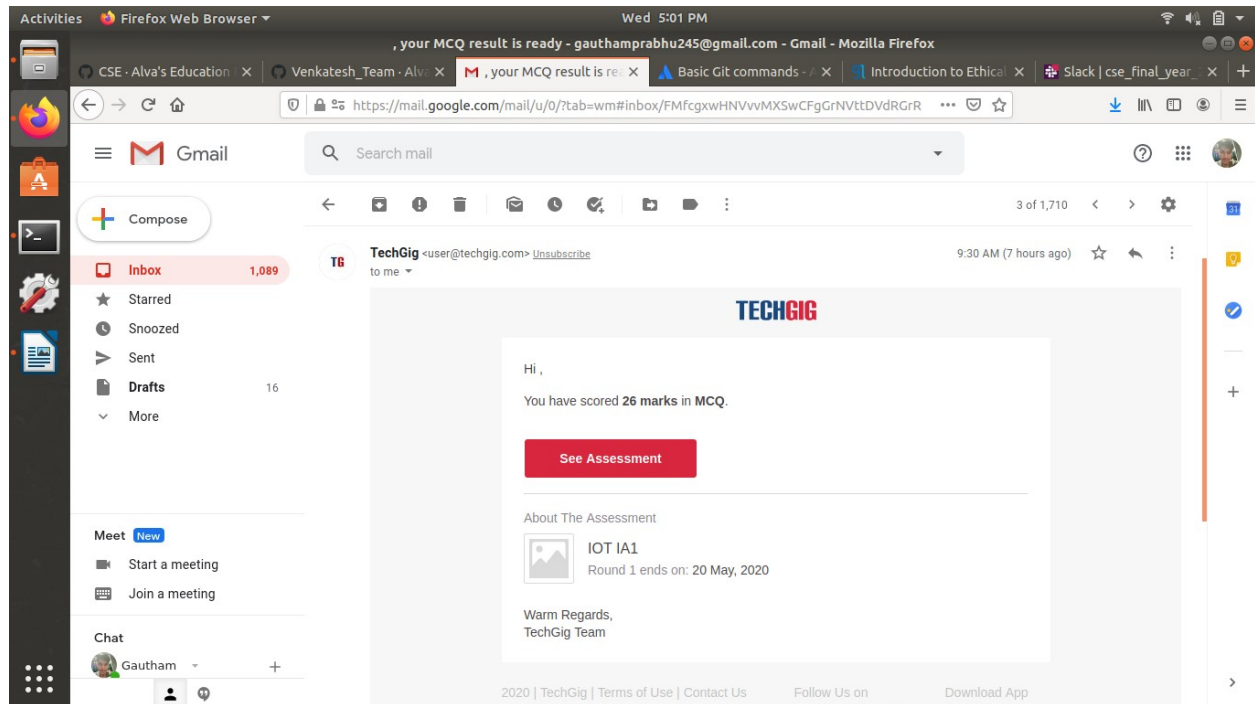 Activities
Firefox Web Browser
Wed 5:01 PM
, your MCQ result is ready - gauthamprabhu245@gmail.com - Gmail - Mozilla Firefox
CSE · Alva's Education
Venkatesh_Team · Alva
M , your MCQ result is rea
Basic Git commands - A
Introduction to Ethical
Slack | cse_final_year_2
https://mail.google.com/mail/u/0/?tab=wm#inbox/FMfcgxwHNVvvMXSwCFgGrNVttDVdRGrR
Gmail
Search mail
Compose
3 of 1,710
31
Inbox 1,089
Starred
Snoozed
Sent
Drafts 16
More
TG
TechGig <user@techgig.com> Unsubscribe
9:30 AM (7 hours ago)
to me
TECHGIG
Hi ,
You have scored 26 marks in MCQ.
See Assessment
About The Assessment
IOT IA1
Round 1 ends on: 20 May, 2020
Warm Regards,
TechGig Team
2020 | TechGig | Terms of Use | Contact Us
Follow Us on
Download App
Meet New
Start a meeting
Join a meeting
Chat
Gautham